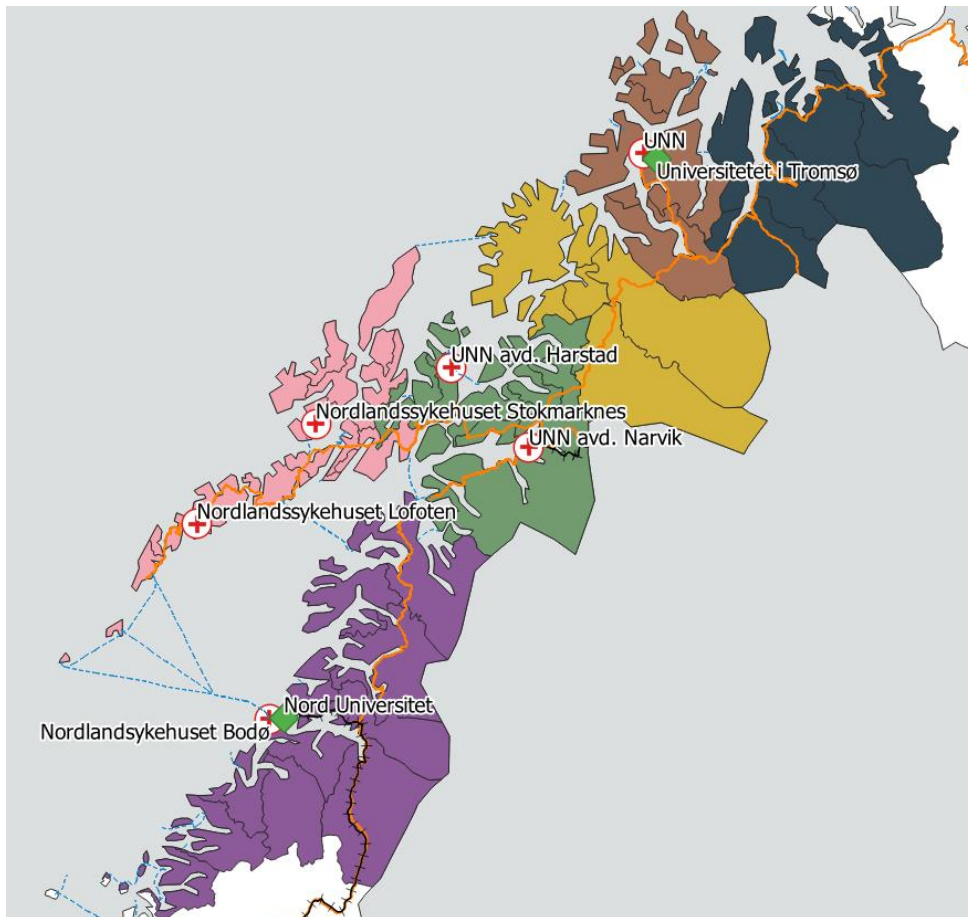 UNN
Universitetet i Tromsø
UNN avd. Harstad
Nordlandssykehuset Stokmarknes
UNN avd. Narvik
Nordlandssykehuset Lofoten
Nord Universitet
Nordlandsykehuset Bodø